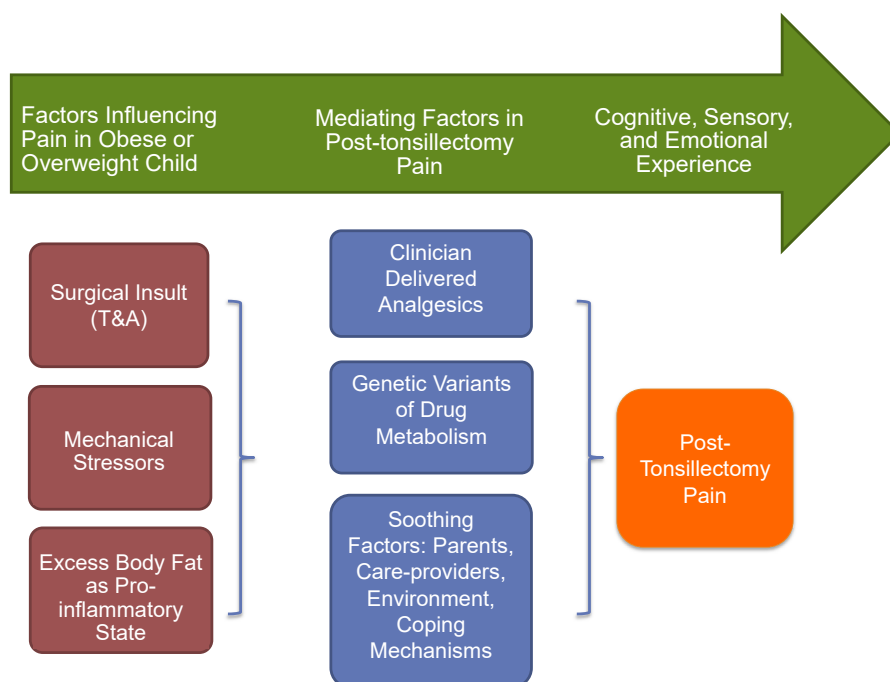 Factors Influencing
Pain in Obese or
Overweight Child
Mediating Factors in
Post-tonsillectomy
Pain
Cognitive, Sensory,
and Emotional
Experience
Surgical Insult
(T&A)
Mechanical
Stressors
Excess Body Fat
as Pro-
inflammatory
State
Clinician
Delivered
Analgesics
Genetic Variants
of Drug
Metabolism
Soothing
Factors: Parents,
Care-providers,
Environment,
Coping
Mechanisms
Post-
Tonsillectomy
Pain